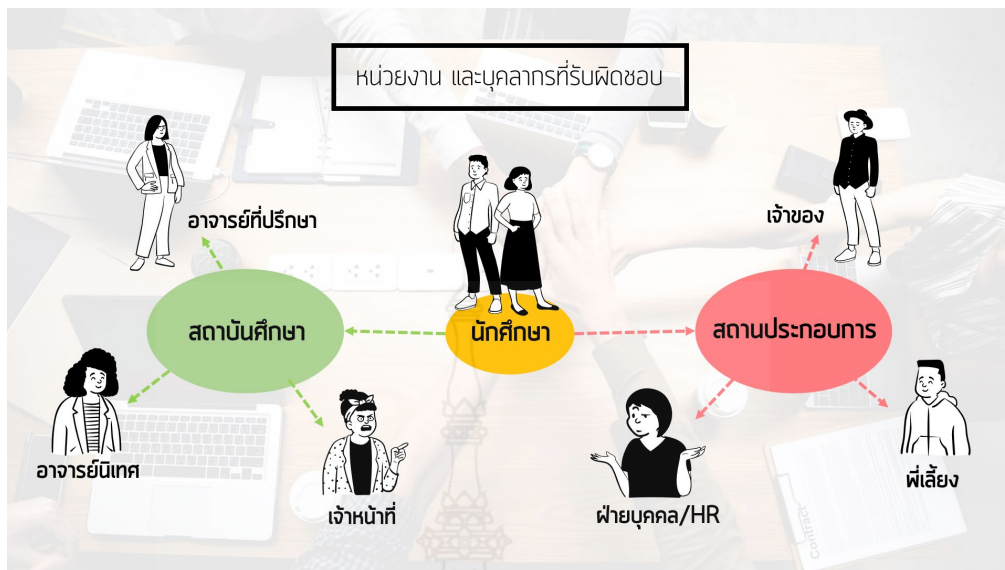 หน่วยงาน และบุคลากรที่รับผิดชอบ
อาจารย์ที่ปรึกษา
เจ้าของ
สถาบันศึกษา
นักศึกษา
สถานประกอบการ
อาจารย์นิเทศ
เจ้าหน้าที่
ฝ่ายบุคคล/HR
พี่เลี้ยง
Contract